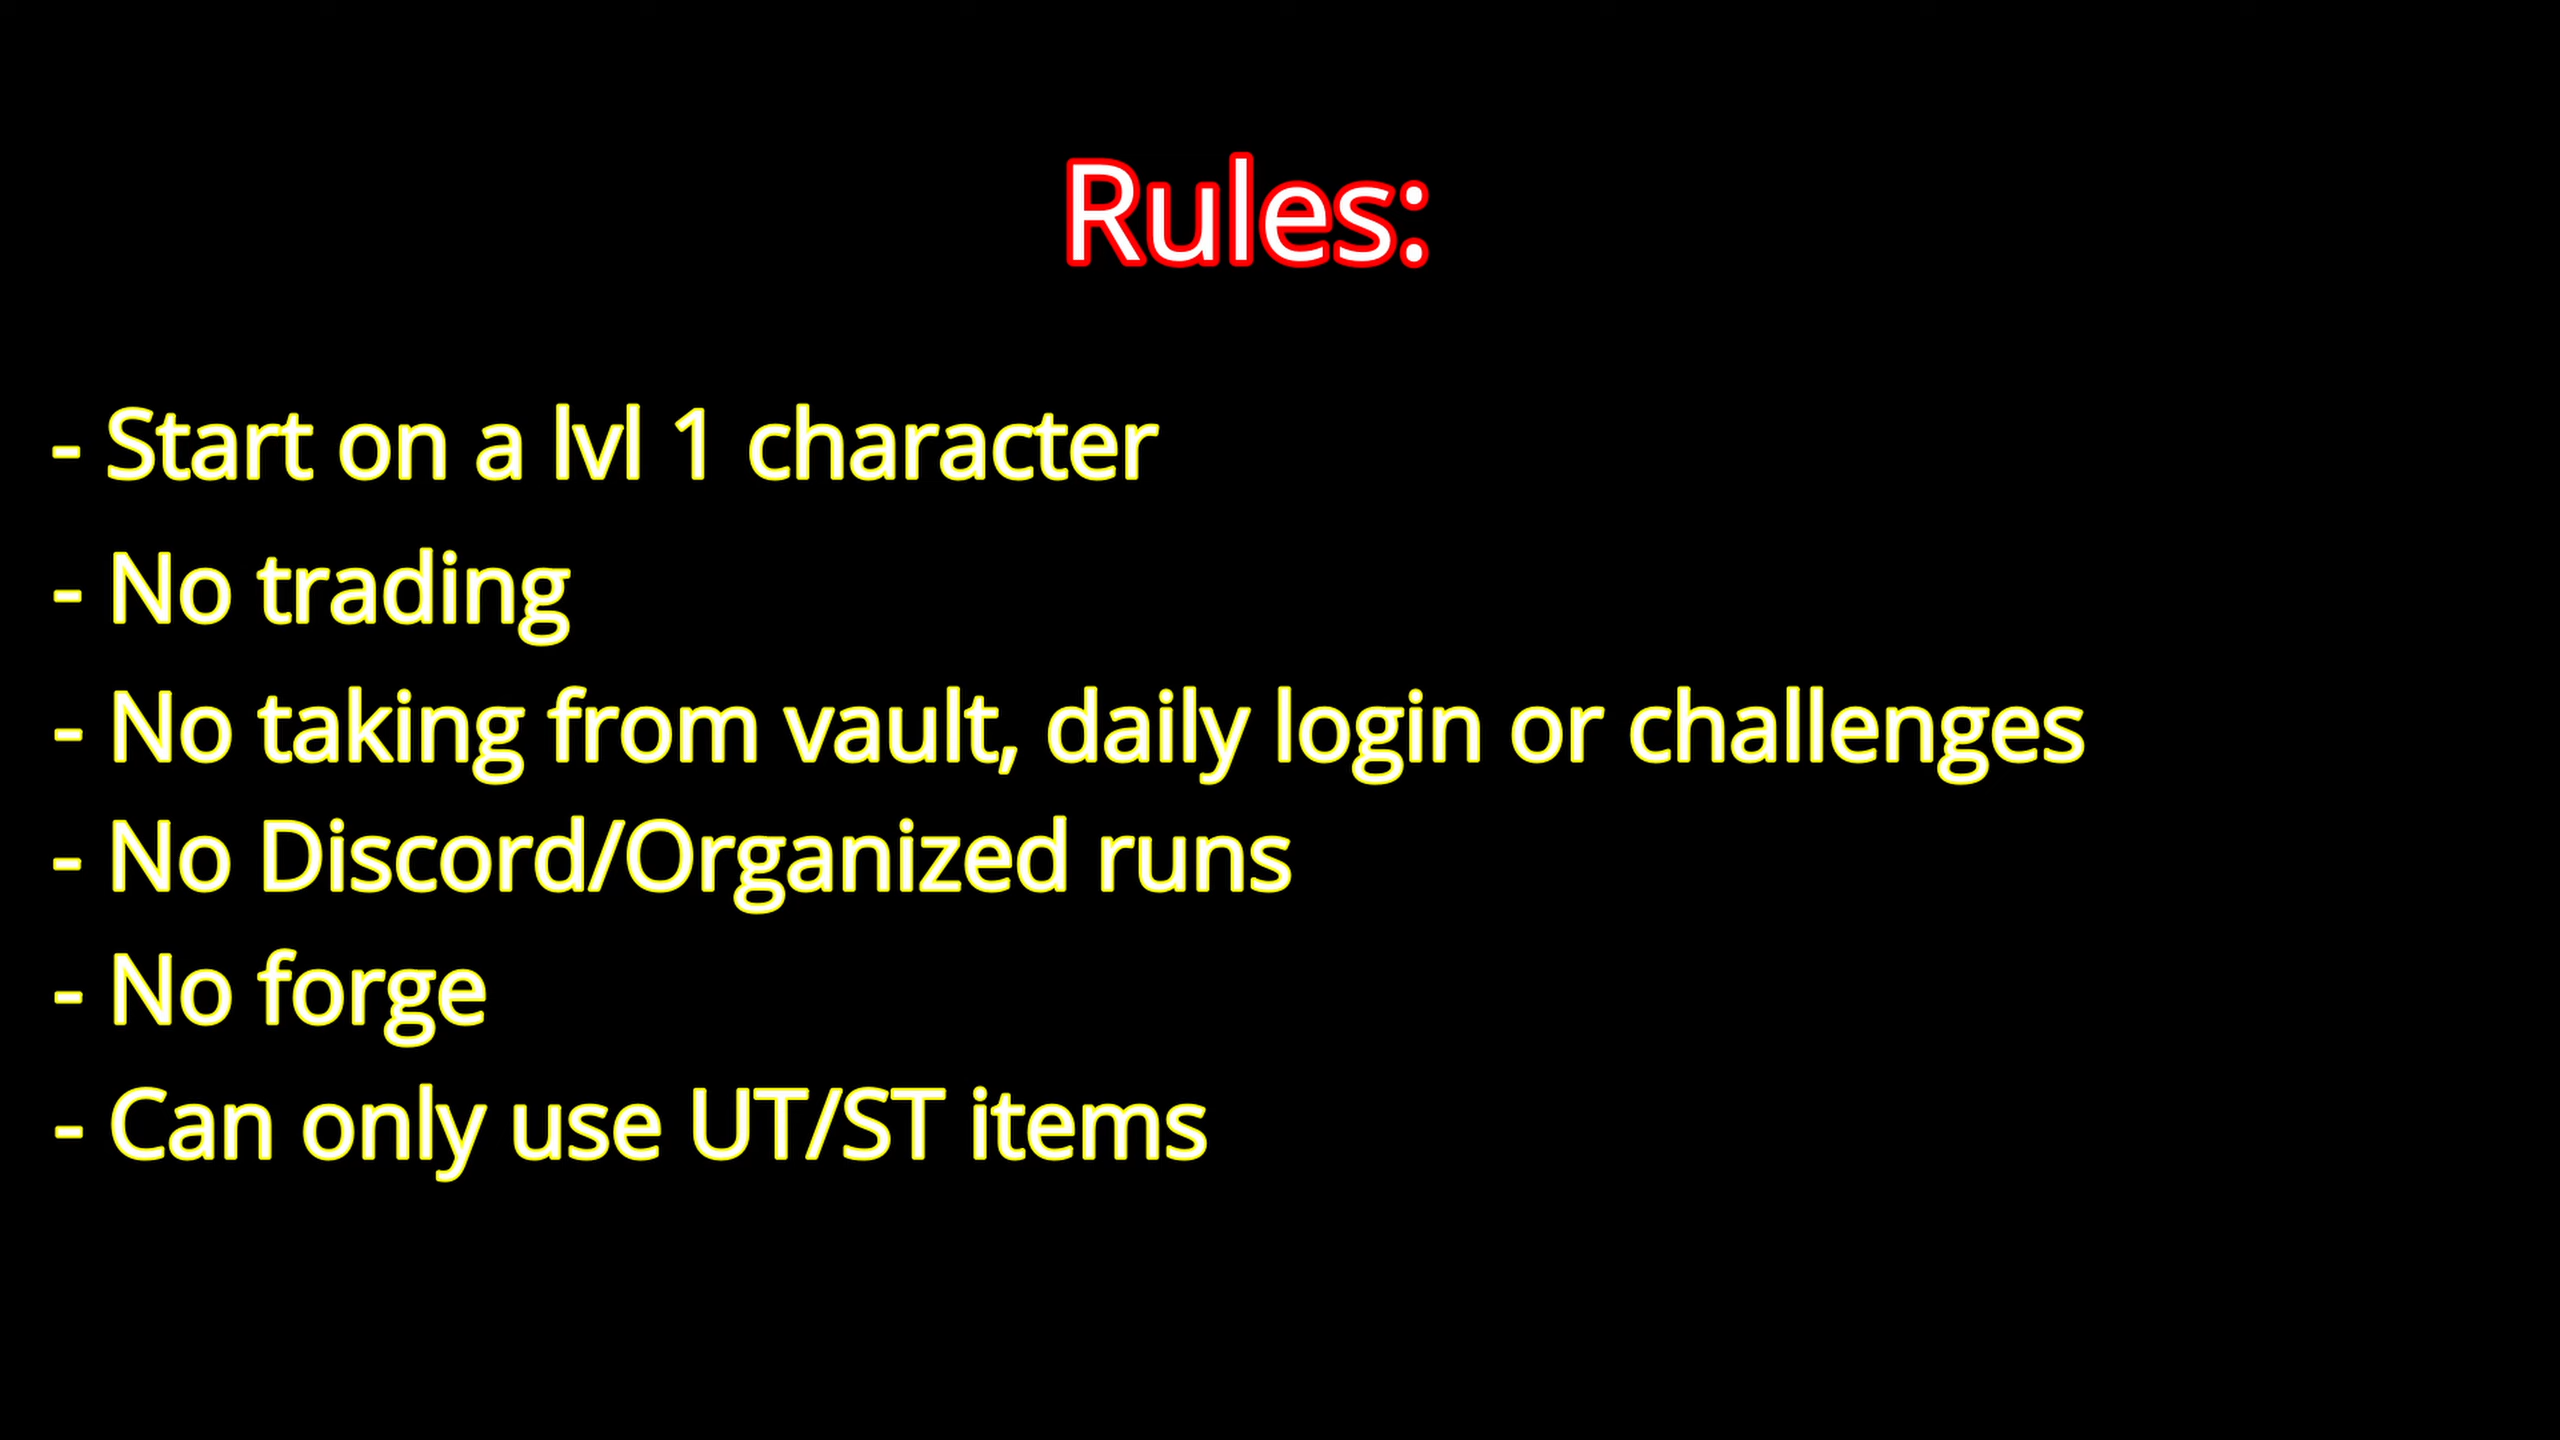 Rules:
- Start on a lvl 1 character
- No trading
- No taking from vault, daily login or challenges
- No Discord/Organized runs
- No forge
- Can only use UT/ST items